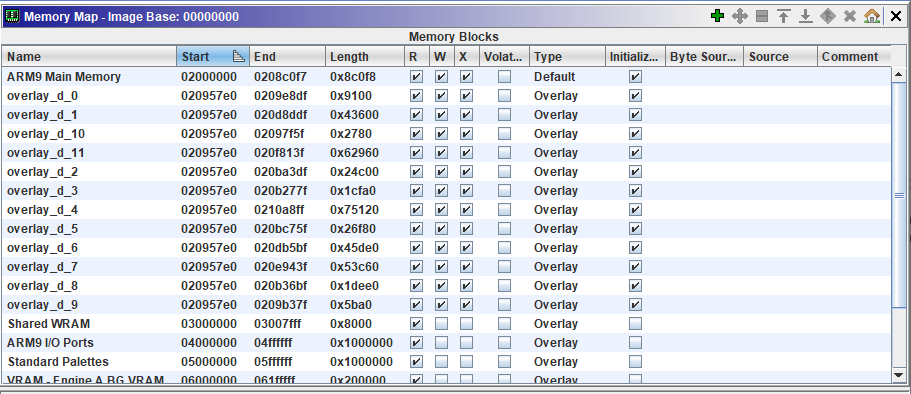 Memory Map - Image Base: 00000000
Memory Blocks
Name Start End Length R W X Volat... Type Initializ... Byte Sour... Source Comment
ARM9 Main Memory 02000000 0208c0f7 0x8c0f8 Default
overlay_d_0 020957e0 0209e8df 0x9100 Overlay
overlay_d_1 020957e0 020d8ddf 0x43600 Overlay
overlay_d_10 020957e0 02097f5f 0x2780 Overlay
overlay_d_11 020957e0 020f813f 0x62960 Overlay
overlay_d_2 020957e0 020ba3df 0x24c00 Overlay
overlay_d_3 020957e0 020b277f 0x1cfa0 Overlay
overlay_d_4 020957e0 0210a8ff 0x75120 Overlay
overlay_d_5 020957e0 020bc75f 0x26f80 Overlay
overlay_d_6 020957e0 020db5bf 0x45de0 Overlay
overlay_d_7 020957e0 020e943f 0x53c60 Overlay
overlay_d_8 020957e0 020b36bf 0x1dee0 Overlay
overlay_d_9 020957e0 0209b37f 0x5ba0 Overlay
Shared WRAM 03000000 03007fff 0x8000 Overlay
ARM9 I/O Ports 04000000 04ffffff 0x1000000 Overlay
Standard Palettes 05000000 05ffffff 0x1000000 Overlay
VRAM - Engine A BG VRAM 06000000 061fffff 0x200000 Overlay